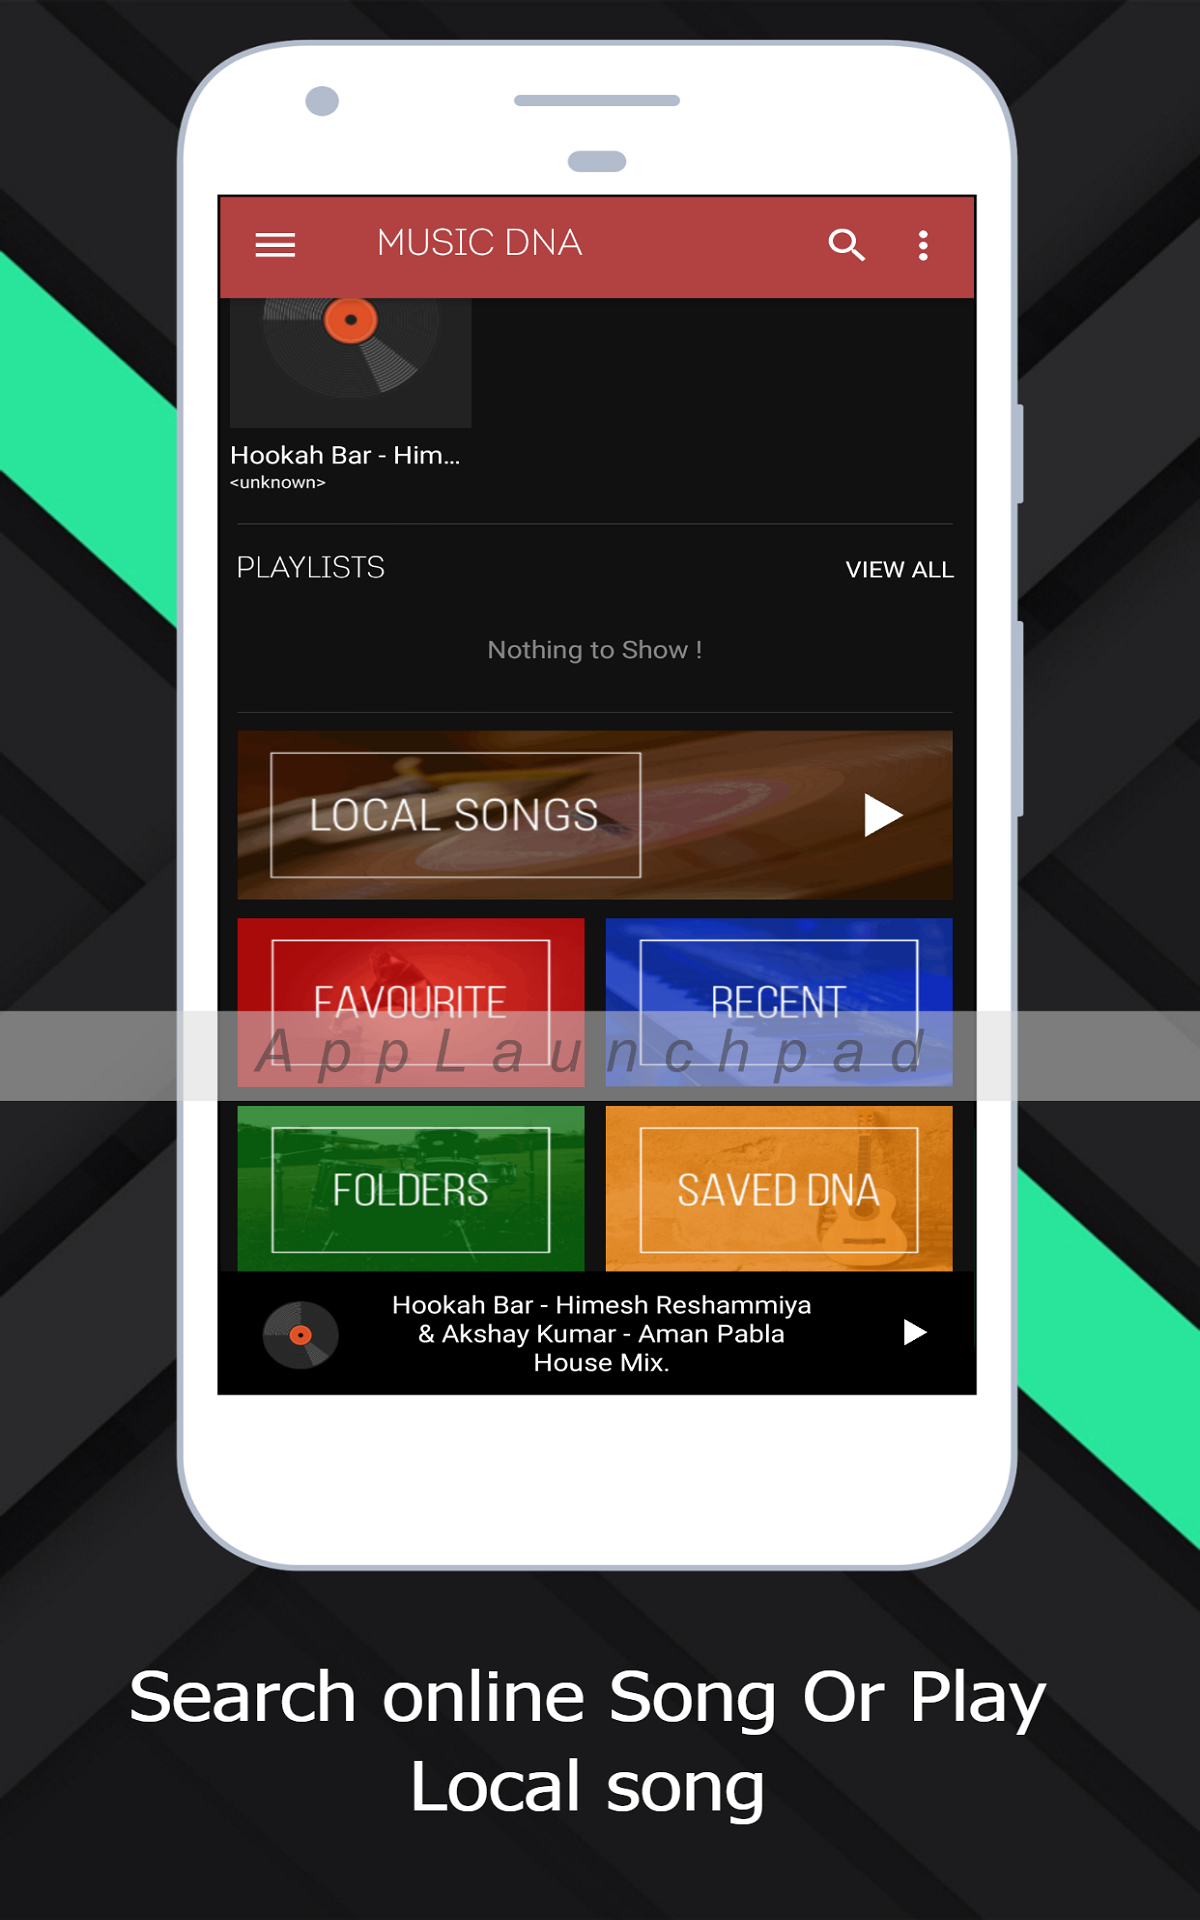 MUSIC DNA
Hookah Bar - Him...
<unknown>
PLAYLISTS
VIEW ALL
Nothing to Show !
LOCAL SONGS
FAVOURITE
RECENT
AppLaunchpad
FOLDERS
SAVED DNA
Hookah Bar - Himesh Reshammiya
& Akshay Kumar - Aman Pabla
House Mix.
Search online Song Or Play
Local song